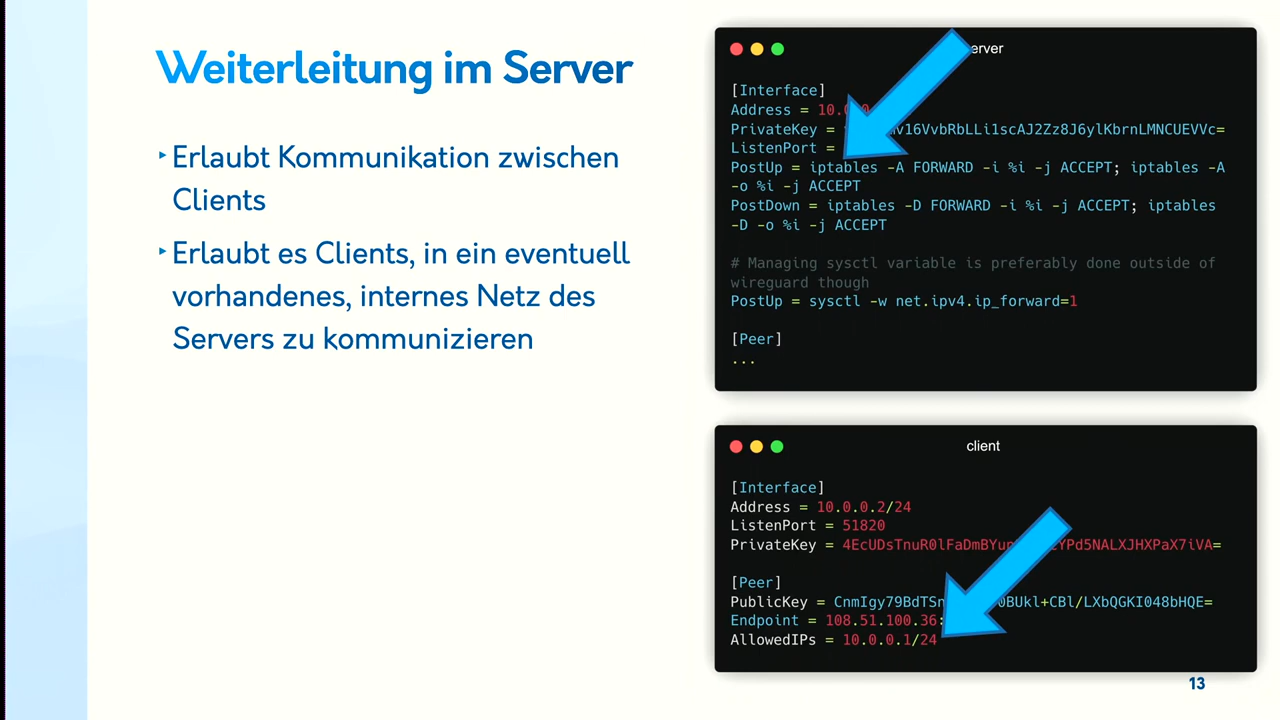 Weiterleitung im Server
‣ Erlaubt Kommunikation zwischen
Clients
‣ Erlaubt es Clients, in ein eventuell
vorhandenes, internes Netz des
Servers zu kommunizieren
[Interface]
Address =
PrivateKey =
ListenPort =
PostUp = iptables -A FORWARD -i %i -j ACCEPT; iptables -A
-o %i -j ACCEPT
PostDown = iptables -D FORWARD -i %i -j ACCEPT; iptables
-D -o %i -j ACCEPT
# Managing sysctl variable is preferably done outside of
wireguard though
PostUp = sysctl -w net.ipv4.ip_forward=1
[Peer]
...
client
[Interface]
Address = 10.0.0.2/24
ListenPort = 51820
PrivateKey =
[Peer]
PublicKey =
Endpoint = 108.51.100.36:
AllowedIPs = 10.0.0.1/24
13